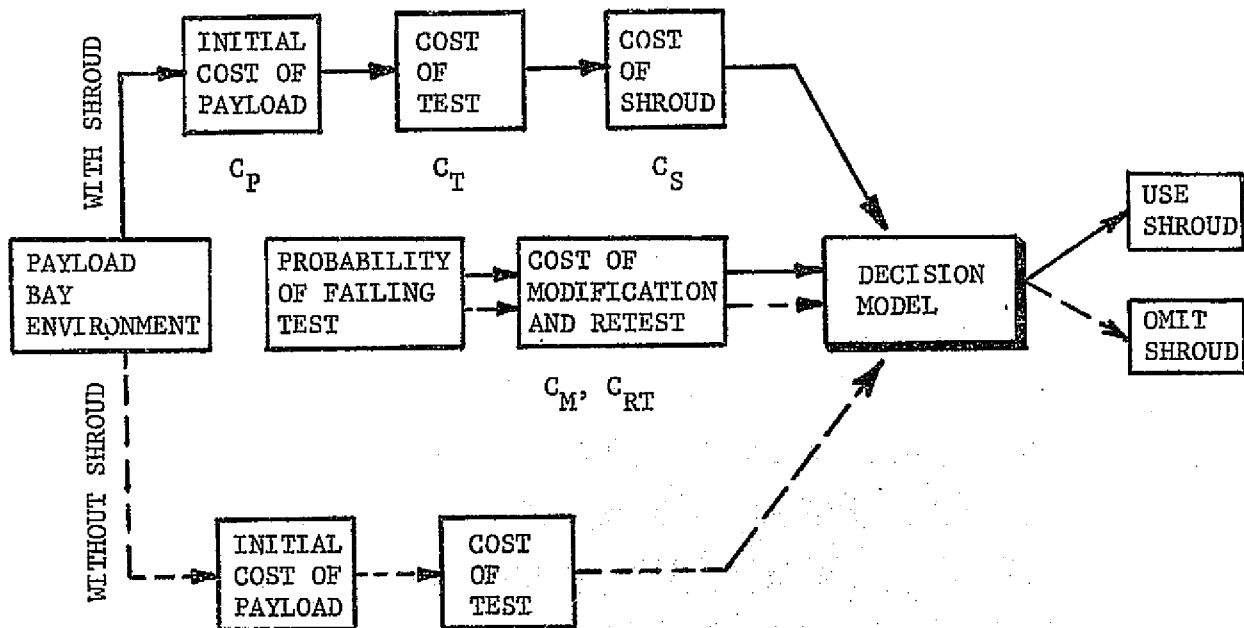 WITH SHROUD
INITIAL
COST OF
PAYLOAD
C_P
COST
OF
TEST
C_T
COST
OF
SHROUD
C_S
PAYLOAD
BAY
ENVIRONMENT
PROBABILITY
OF FAILING
TEST
COST OF
MODIFICATION
AND RETEST
C_M, C_RT
DECISION
MODEL
USE
SHROUD
OMIT
SHROUD
WITHOUT SHROUD
INITIAL
COST OF
PAYLOAD
COST
OF
TEST